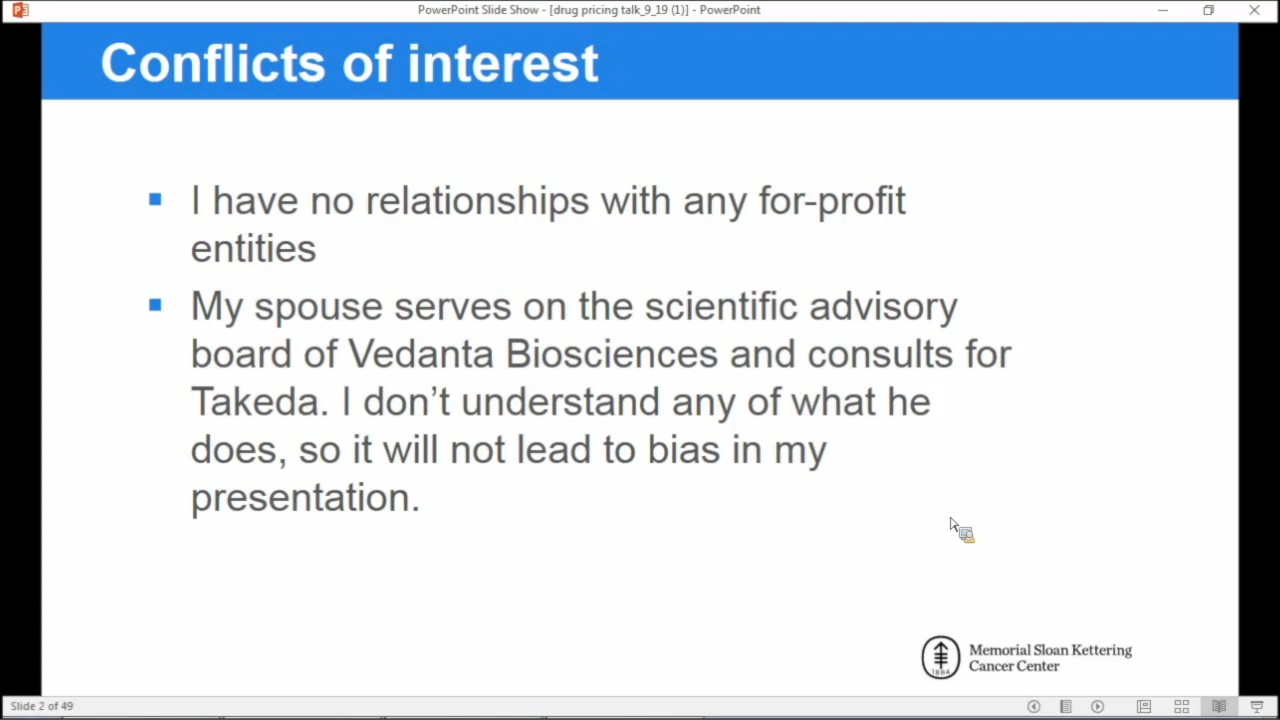 PowerPoint Slide Show - [drug pricing talk_9_19 (1)] - PowerPoint
Conflicts of interest
I have no relationships with any for-profit
entities
My spouse serves on the scientific advisory
board of Vedanta Biosciences and consults for
Takeda. I don’t understand any of what he
does, so it will not lead to bias in my
presentation.
1884
Memorial Sloan Kettering
Cancer Center
Slide 2 of 49